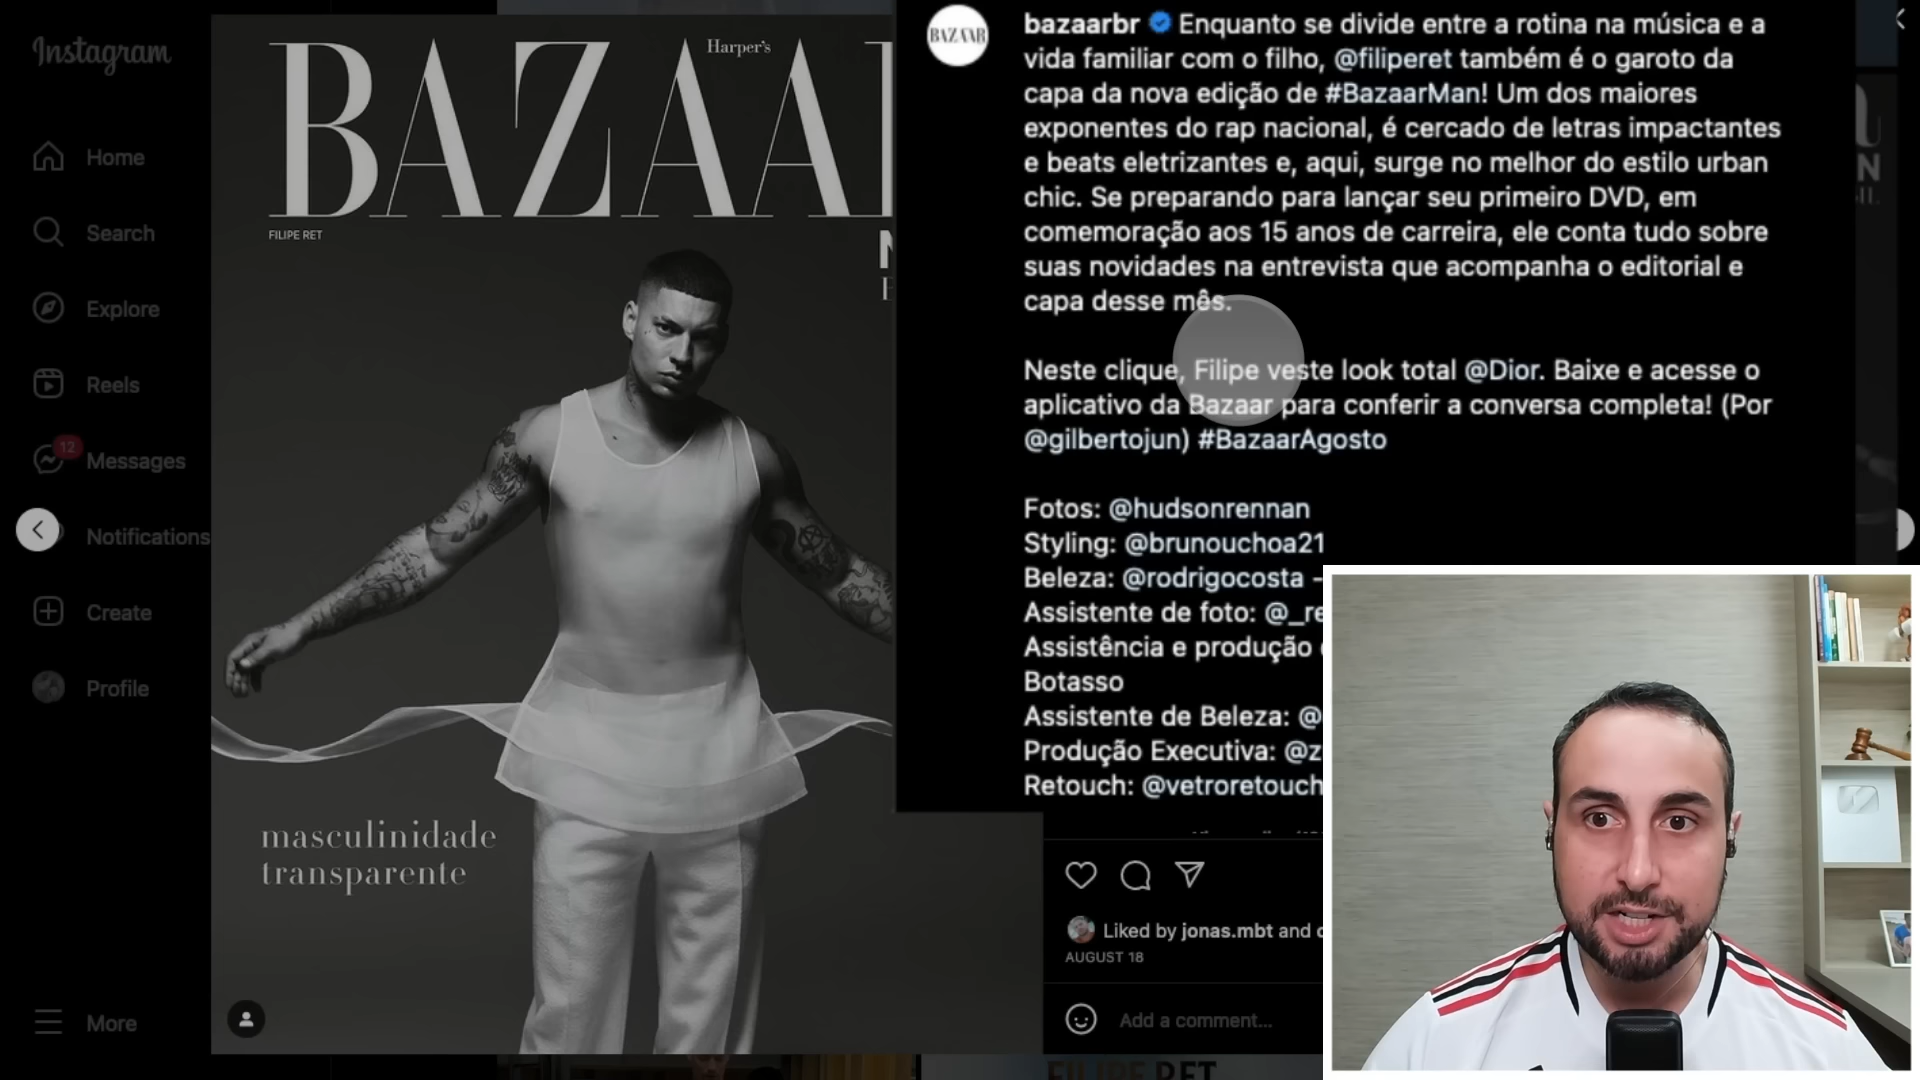 Instagram
Home
Search
Explore
Reels
12
Messages
Notifications
Create
Profile
More
Harper's
BAZAA
FILIPE RET
masculinidade
transparente
BAZAAR
bazaarbr Enquanto se divide entre a rotina na música e a
vida familiar com o filho, @filiperet também é o garoto da
capa da nova edição de #BazaarMan! Um dos maiores
exponentes do rap nacional, é cercado de letras impactantes
e beats eletrizantes e, aqui, surge no melhor do estilo urban
chic. Se preparando para lançar seu primeiro DVD, em
comemoração aos 15 anos de carreira, ele conta tudo sobre
suas novidades na entrevista que acompanha o editorial e
capa desse mês.
Neste clique, Filipe veste look total @Dior. Baixe e acesse o
aplicativo da Bazaar para conferir a conversa completa! (Por
@gilbertojun) #BazaarAgosto
Fotos: @hudsonrennan
Styling: @brunouchoa21
Beleza: @rodrigocosta -
Assistente de foto: @_re
Assistência e produção
Botasso
Assistente de Beleza: @
Produção Executiva: @z
Retouch: @vetroretouch
Liked by jonas.mbt and
AUGUST 18
Add a comment...
FILIPE RET